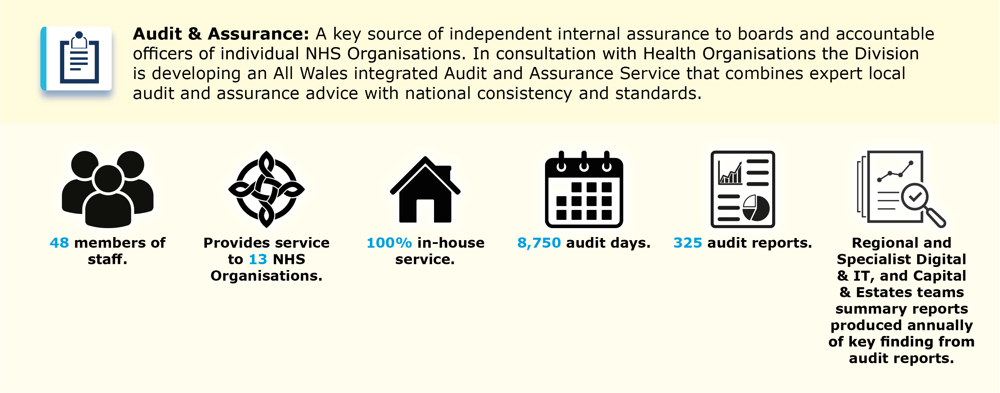 Audit & Assurance: A key source of independent internal assurance to boards and accountable
officers of individual NHS Organisations. In consultation with Health Organisations the Division
is developing an All Wales integrated Audit and Assurance Service that combines expert local
audit and assurance advice with national consistency and standards.
48 members of
staff.
Provides service
to 13 NHS
Organisations.
100% in-house
service.
8,750 audit days.
325 audit reports.
Regional and
Specialist Digital
& IT, and Capital
& Estates teams
summary reports
produced annually
of key finding from
audit reports.